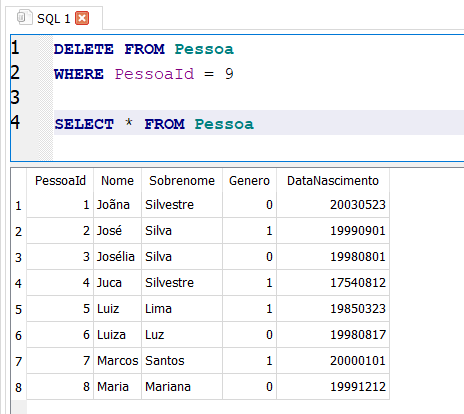 SQL 1
1 DELETE FROM Pessoa
2 WHERE PessoaId = 9
3
4 SELECT * FROM Pessoa
PessoaId Nome Sobrenome Genero DataNascimento
1 1 Joãna Silvestre 0 20030523
2 2 José Silva 1 19990901
3 3 Josélia Silva 0 19980801
4 4 Juca Silvestre 1 17540812
5 5 Luiz Lima 1 19850323
6 6 Luiza Luz 0 19980817
7 7 Marcos Santos 1 20000101
8 8 Maria Mariana 0 19991212